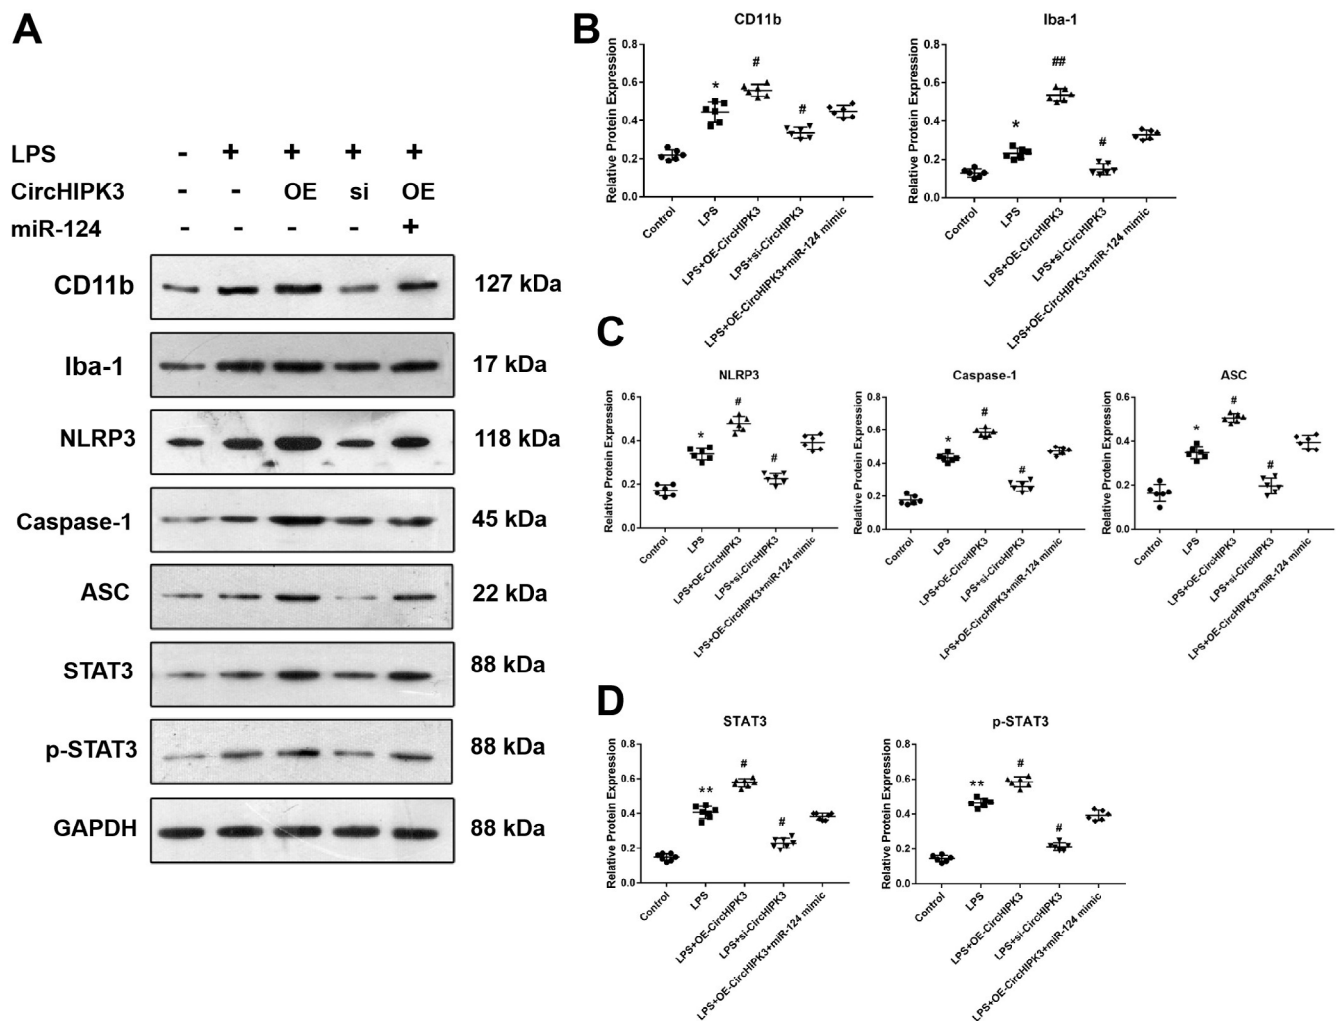 A
LPS - + + + +
CircHIPK3 - - OE si OE
miR-124 - - - - +
CD11b 127 kDa
Iba-1 17 kDa
NLRP3 118 kDa
Caspase-1 45 kDa
ASC 22 kDa
STAT3 88 kDa
p-STAT3 88 kDa
GAPDH 88 kDa
B
CD11b
Relative Protein Expression
0.8
0.6
0.4
0.2
0.0
*
#
#
Control
LPS
LPS+OE-CircHIPK3
LPS+si-CircHIPK3
LPS+OE-CircHIPK3+miR-124 mimic
Iba-1
Relative Protein Expression
0.8
0.6
0.4
0.2
0.0
*
##
#
Control
LPS
LPS+OE-CircHIPK3
LPS+si-CircHIPK3
LPS+OE-CircHIPK3+miR-124 mimic
C
NLRP3
Relative Protein Expression
0.6
0.4
0.2
0.0
*
#
#
Control
LPS
LPS+OE-CircHIPK3
LPS+si-CircHIPK3
LPS+OE-CircHIPK3+miR-124 mimic
Caspase-1
Relative Protein Expression
0.8
0.6
0.4
0.2
0.0
*
#
#
Control
LPS
LPS+OE-CircHIPK3
LPS+si-CircHIPK3
LPS+OE-CircHIPK3+miR-124 mimic
ASC
Relative Protein Expression
0.6
0.4
0.2
0.0
*
#
#
Control
LPS
LPS+OE-CircHIPK3
LPS+si-CircHIPK3
LPS+OE-CircHIPK3+miR-124 mimic
D
STAT3
Relative Protein Expression
0.8
0.6
0.4
0.2
0.0
**
#
#
Control
LPS
LPS+OE-CircHIPK3
LPS+si-CircHIPK3
LPS+OE-CircHIPK3+miR-124 mimic
p-STAT3
Relative Protein Expression
0.8
0.6
0.4
0.2
0.0
**
#
#
Control
LPS
LPS+OE-CircHIPK3
LPS+si-CircHIPK3
LPS+OE-CircHIPK3+miR-124 mimic